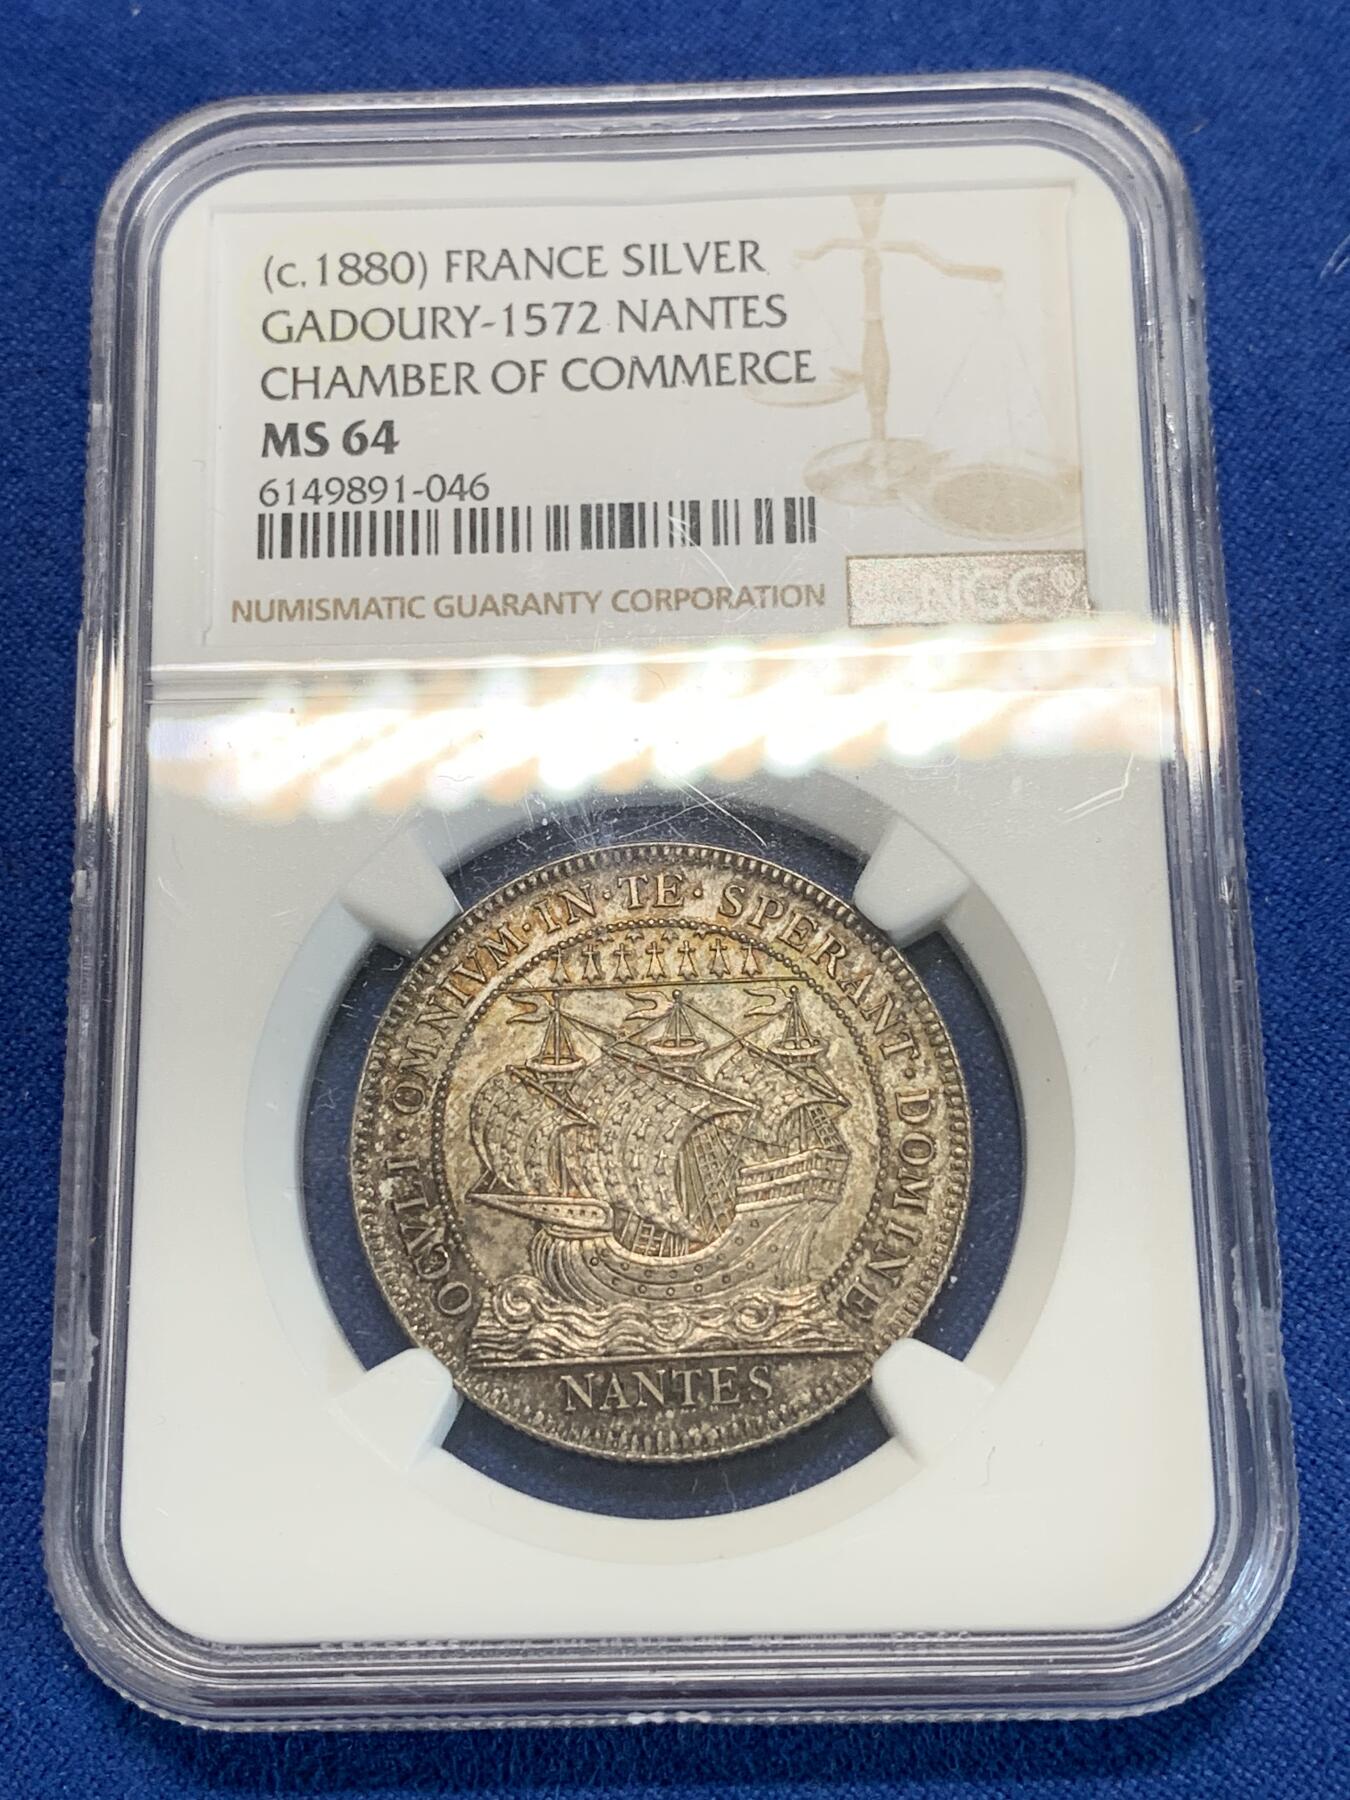 (c.1880) FRANCE SILVER
GADOURY-1572 NANTES
CHAMBER OF COMMERCE
MS 64
6149891-046
NUMISMATIC GUARANTY CORPORATION
NGC®
OCVLI·OMNIVM·IN·TE·SPERANT·DOMINE
NANTES